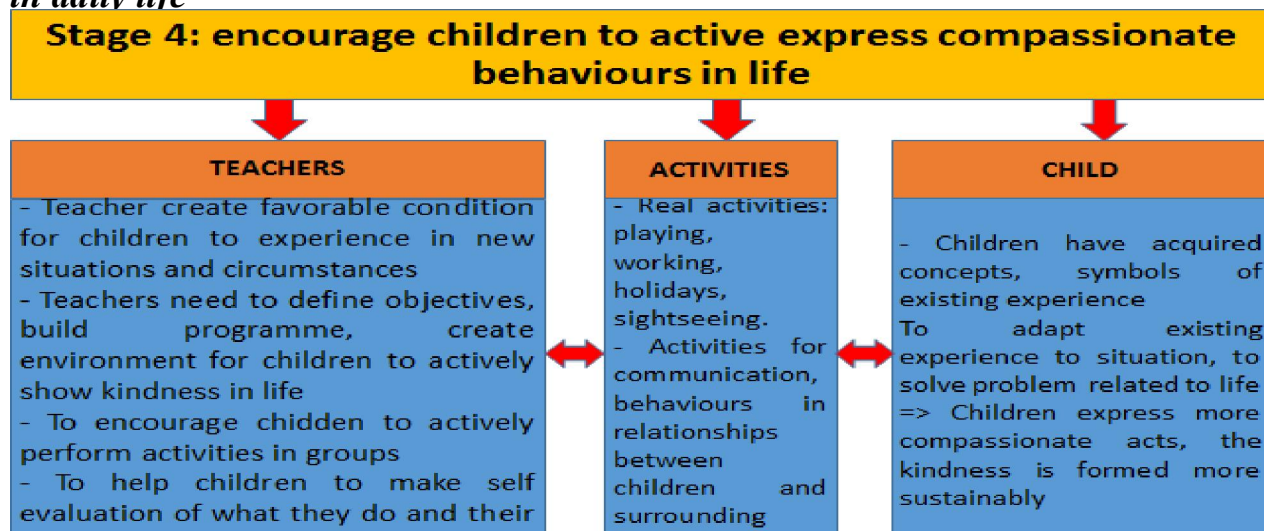 in daily life
Stage 4: encourage children to active express compassionate
behaviours in life
TEACHERS
- Teacher create favorable condition
for children to experience in new
situations and circumstances
- Teachers need to define objectives,
build programme, create
environment for children to actively
show kindness in life
- To encourage chidden to actively
perform activities in groups
- To help children to make self
evaluation of what they do and their
ACTIVITIES
- Real activities:
playing,
working,
holidays,
sightseeing.
- Activities for
communication,
behaviours in
relationships
between
children and
surrounding
CHILD
- Children have acquired
concepts, symbols of
existing experience
To adapt existing
experience to situation, to
solve problem related to life
=> Children express more
compassionate acts, the
kindness is formed more
sustainably